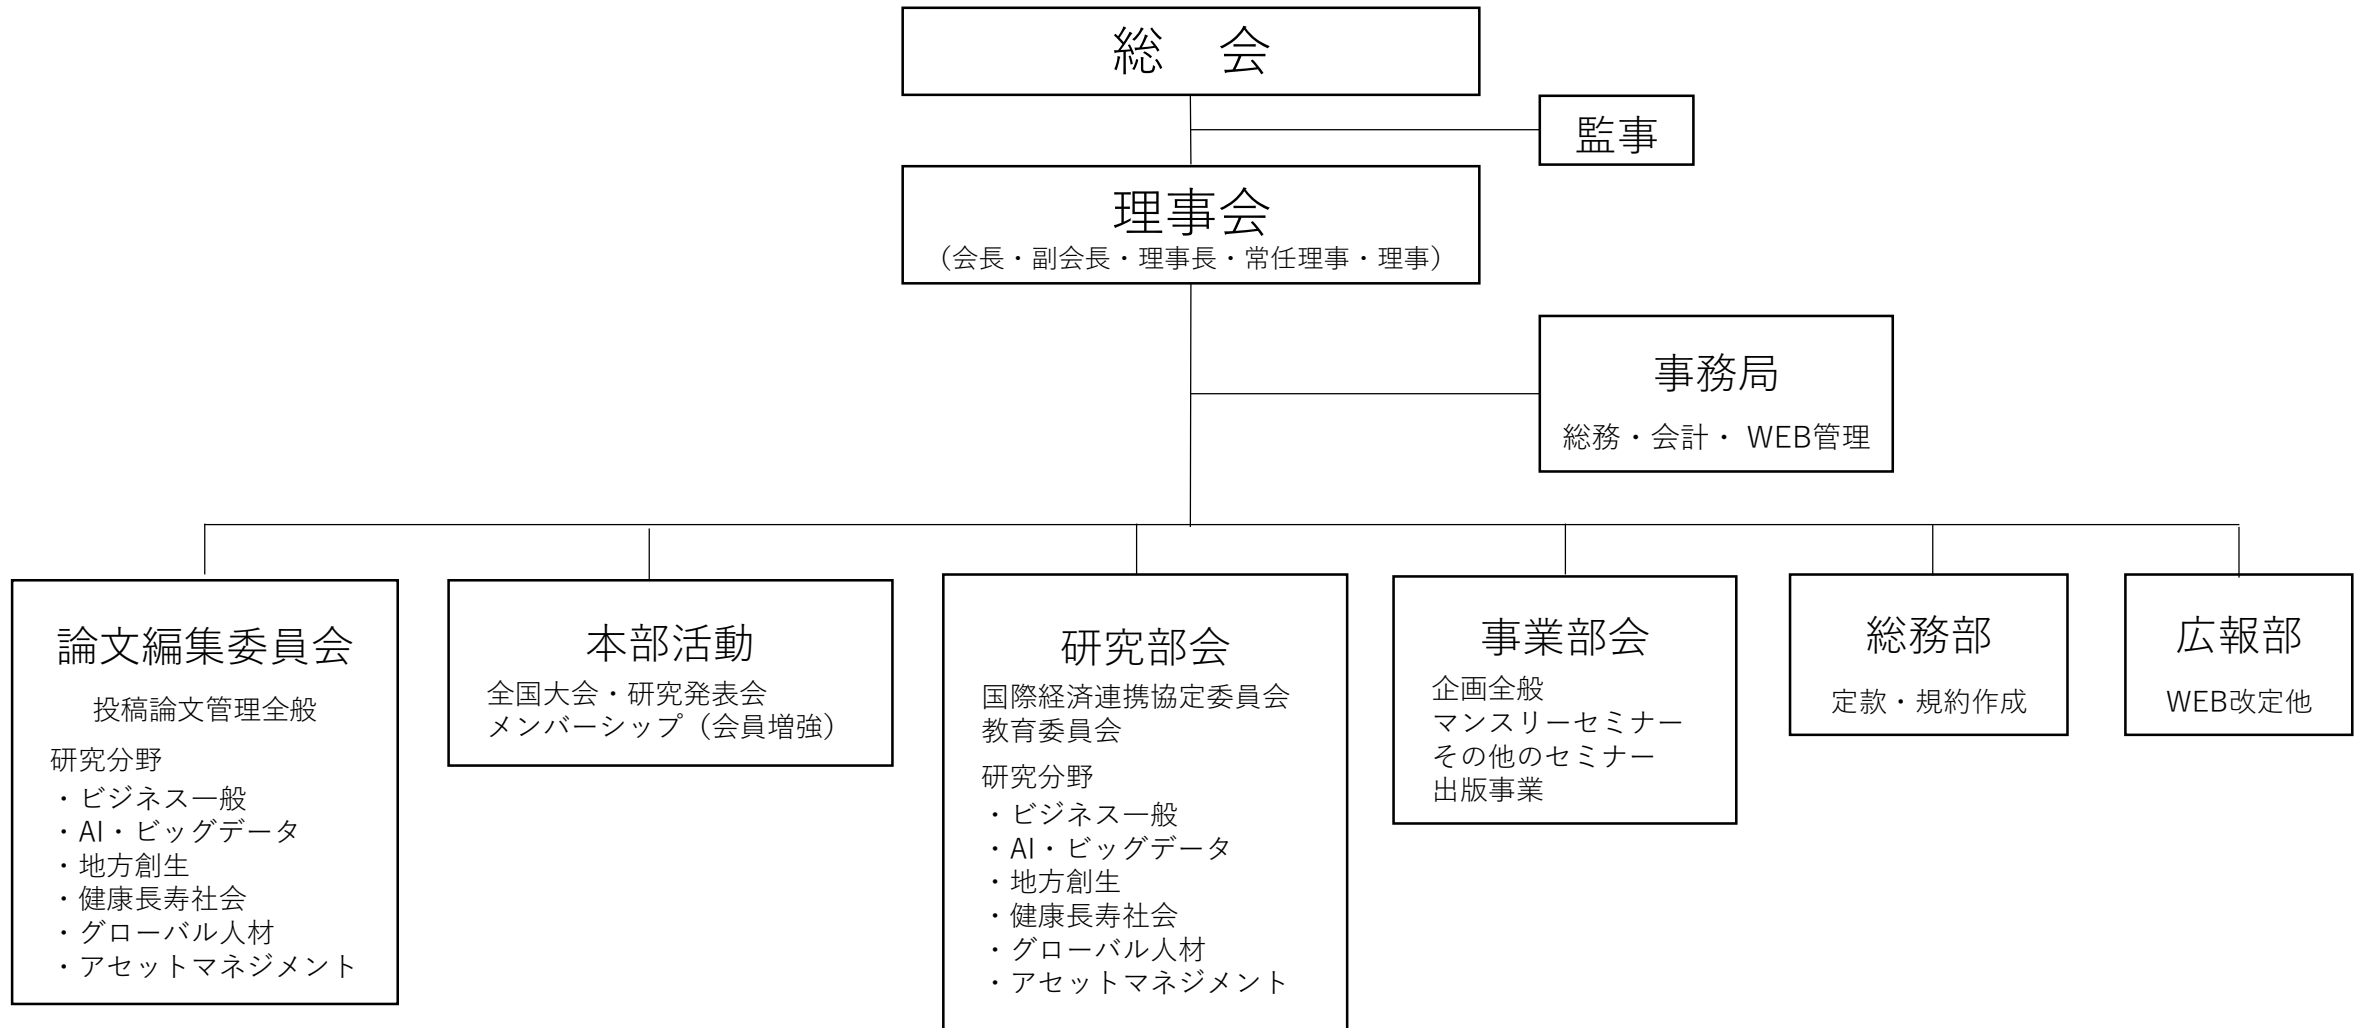 総　会
監事
理事会
（会長・副会長・理事長・常任理事・理事）
事務局
総務・会計・ WEB管理
論文編集委員会
投稿論文管理全般
研究分野
・ビジネス一般
・AI・ビッグデータ
・地方創生
・健康長寿社会
・グローバル人材
・アセットマネジメント
本部活動
全国大会・研究発表会
メンバーシップ（会員増強）
研究部会
国際経済連携協定委員会
教育委員会
研究分野
・ビジネス一般
・AI・ビッグデータ
・地方創生
・健康長寿社会
・グローバル人材
・アセットマネジメント
事業部会
企画全般
マンスリーセミナー
その他のセミナー
出版事業
総務部
定款・規約作成
広報部
WEB改定他